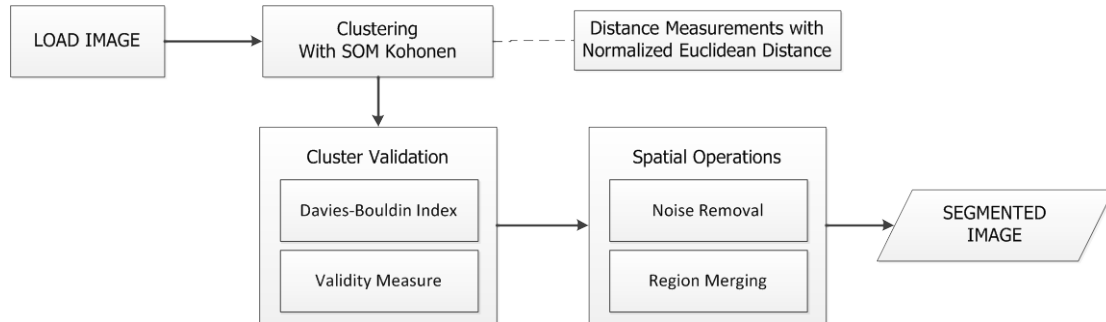 LOAD IMAGE
Clustering
With SOM Kohonen
Distance Measurements with
Normalized Euclidean Distance
Cluster Validation
Davies-Bouldin Index
Validity Measure
Spatial Operations
Noise Removal
Region Merging
SEGMENTED
IMAGE